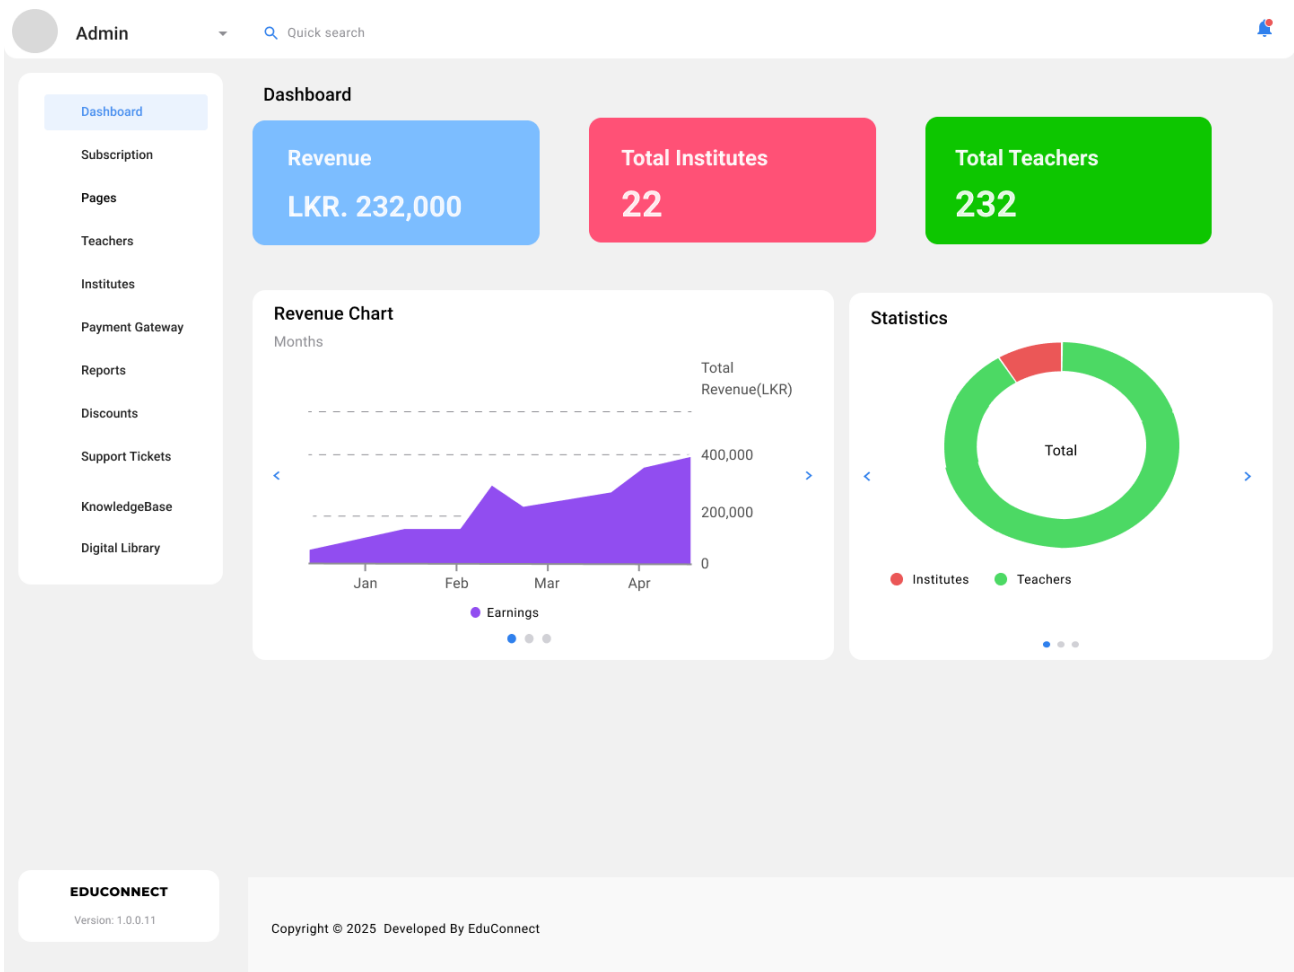 Admin
Quick search
Dashboard
Subscription
Pages
Teachers
Institutes
Payment Gateway
Reports
Discounts
Support Tickets
KnowledgeBase
Digital Library
Dashboard
Revenue
LKR. 232,000
Total Institutes
22
Total Teachers
232
Revenue Chart
Months
Total
Revenue(LKR)
400,000
200,000
0
Jan
Feb
Mar
Apr
Earnings
Statistics
Total
Institutes
Teachers
EDUCONNECT
Version: 1.0.0.11
Copyright © 2025  Developed By EduConnect